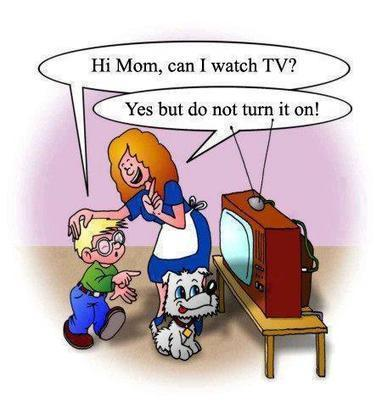 Hi Mom, can I watch TV?
Yes but do not turn it on!